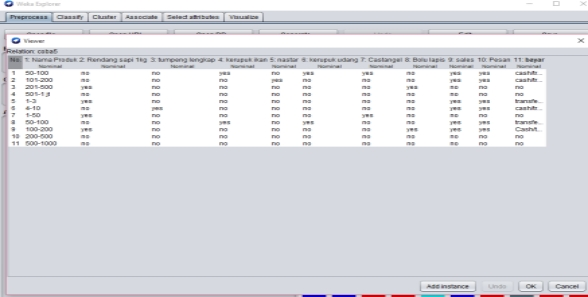 Weka Explorer
Preprocess Classify Cluster Associate Select attributes Visualize
Viewer
Relation: coba5
No. 1: Nama Produk 2: Rendang sapi 1kg 3: tumpeng lengkap 4: kerupuk ikan 5: nastar 6: kerupuk udang 7: Castangel 8: Bolu lapis 9: sales 10: Pesan 11: bayar
Nominal Nominal Nominal Nominal Nominal Nominal Nominal Nominal Nominal Nominal Nominal
1 50-100 no no yes no yes yes no yes yes cash/tr...
2 101-200 no no no yes no no no yes yes cash/tr...
3 201-500 yes no no no no no no no no no
4 501-1 jt no no no no no no no no no no
5 1-3 yes no no no no no no yes yes transfe...
6 4-10 no yes no no no no no yes yes cash/tr...
7 1-50 yes no no no no yes no no no no
8 50-100 no no yes no yes no no yes yes transfe...
9 100-200 yes no no no no no yes yes yes Cash/t...
10 200-500 no no no no no no no no no no
11 500-1000 no no no no no no no no no no
Add instance Undo OK Cancel